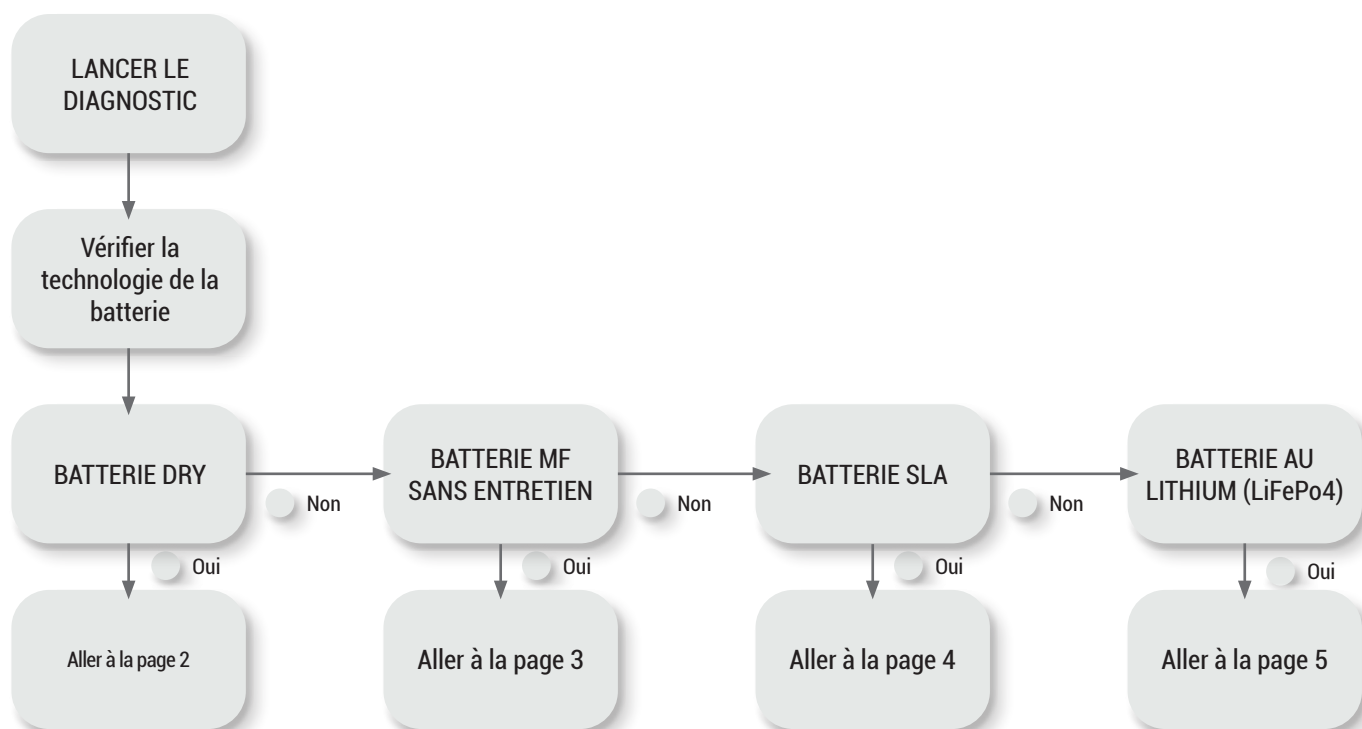 LANCER LE
DIAGNOSTIC
Vérifier la
technologie de la
batterie
BATTERIE DRY
Non
BATTERIE MF
SANS ENTRETIEN
Non
BATTERIE SLA
Non
BATTERIE AU
LITHIUM (LiFePo4)
Oui
Oui
Oui
Oui
Aller à la page 2
Aller à la page 3
Aller à la page 4
Aller à la page 5